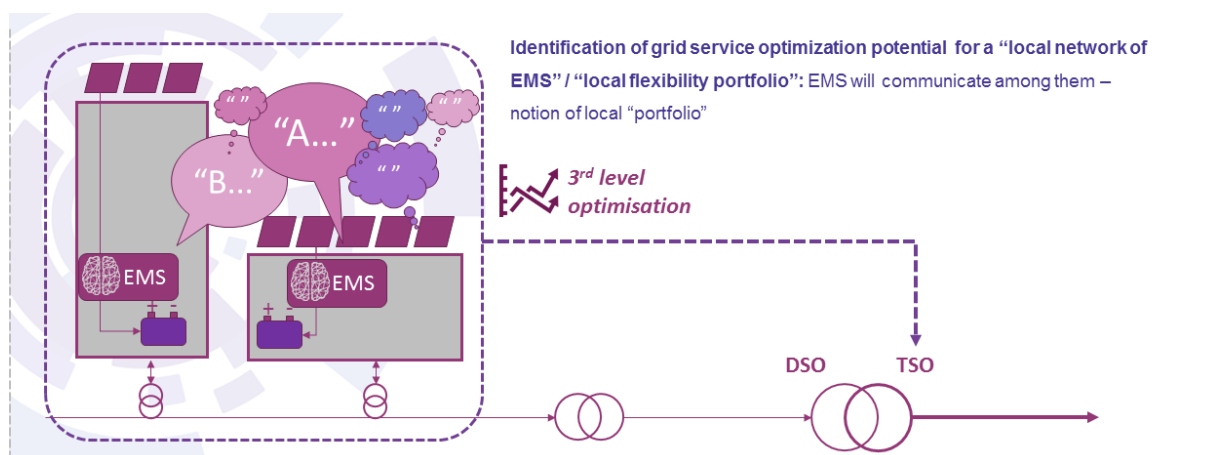 Identification of grid service optimization potential for a “local network of
EMS” / “local flexibility portfolio”: EMS will communicate among them –
notion of local “portfolio”
“ ”
“A...”
“ ”
“ ”
“B...”
“ ”
3rd level
optimisation
EMS
+ -
EMS
+ -
DSO
TSO